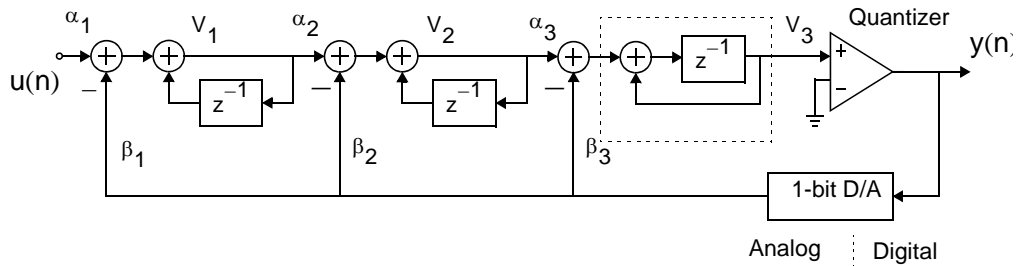 α₁
V₁
α₂
V₂
α₃
V₃
Quantizer
u(n)
y(n)
z⁻¹
z⁻¹
z⁻¹
β₁
β₂
β₃
1-bit D/A
Analog
Digital